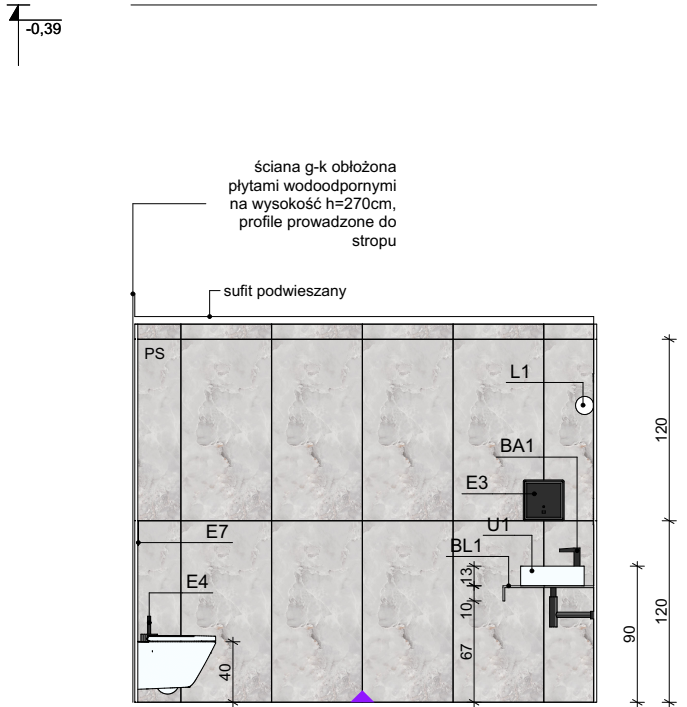 -0,39
ściana g-k obłożona
płytami wodoodpornymi
na wysokość h=270cm,
profile prowadzone do
stropu
sufit podwieszany
PS
L1
120
BA1
E3
U1
E7
BL1
13
E4
10
120
90
67
40